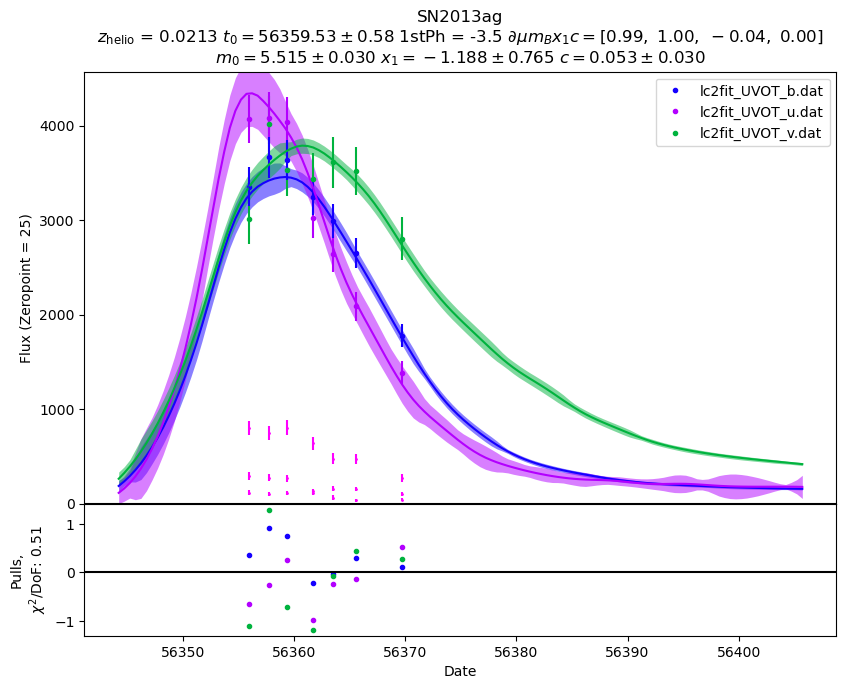 SN2013ag
z_helio = 0.0213 t_0 = 56359.53 ± 0.58 1stPh = -3.5 ∂μm_Bx_1c = [0.99, 1.00, −0.04, 0.00]
m_0 = 5.515 ± 0.030 x_1 = −1.188 ± 0.765 c = 0.053 ± 0.030
lc2fit_UVOT_b.dat
lc2fit_UVOT_u.dat
lc2fit_UVOT_v.dat
Flux (Zeropoint = 25)
4000
3000
2000
1000
0
Pulls,
χ²/DoF: 0.51
1
0
−1
56350 56360 56370 56380 56390 56400
Date